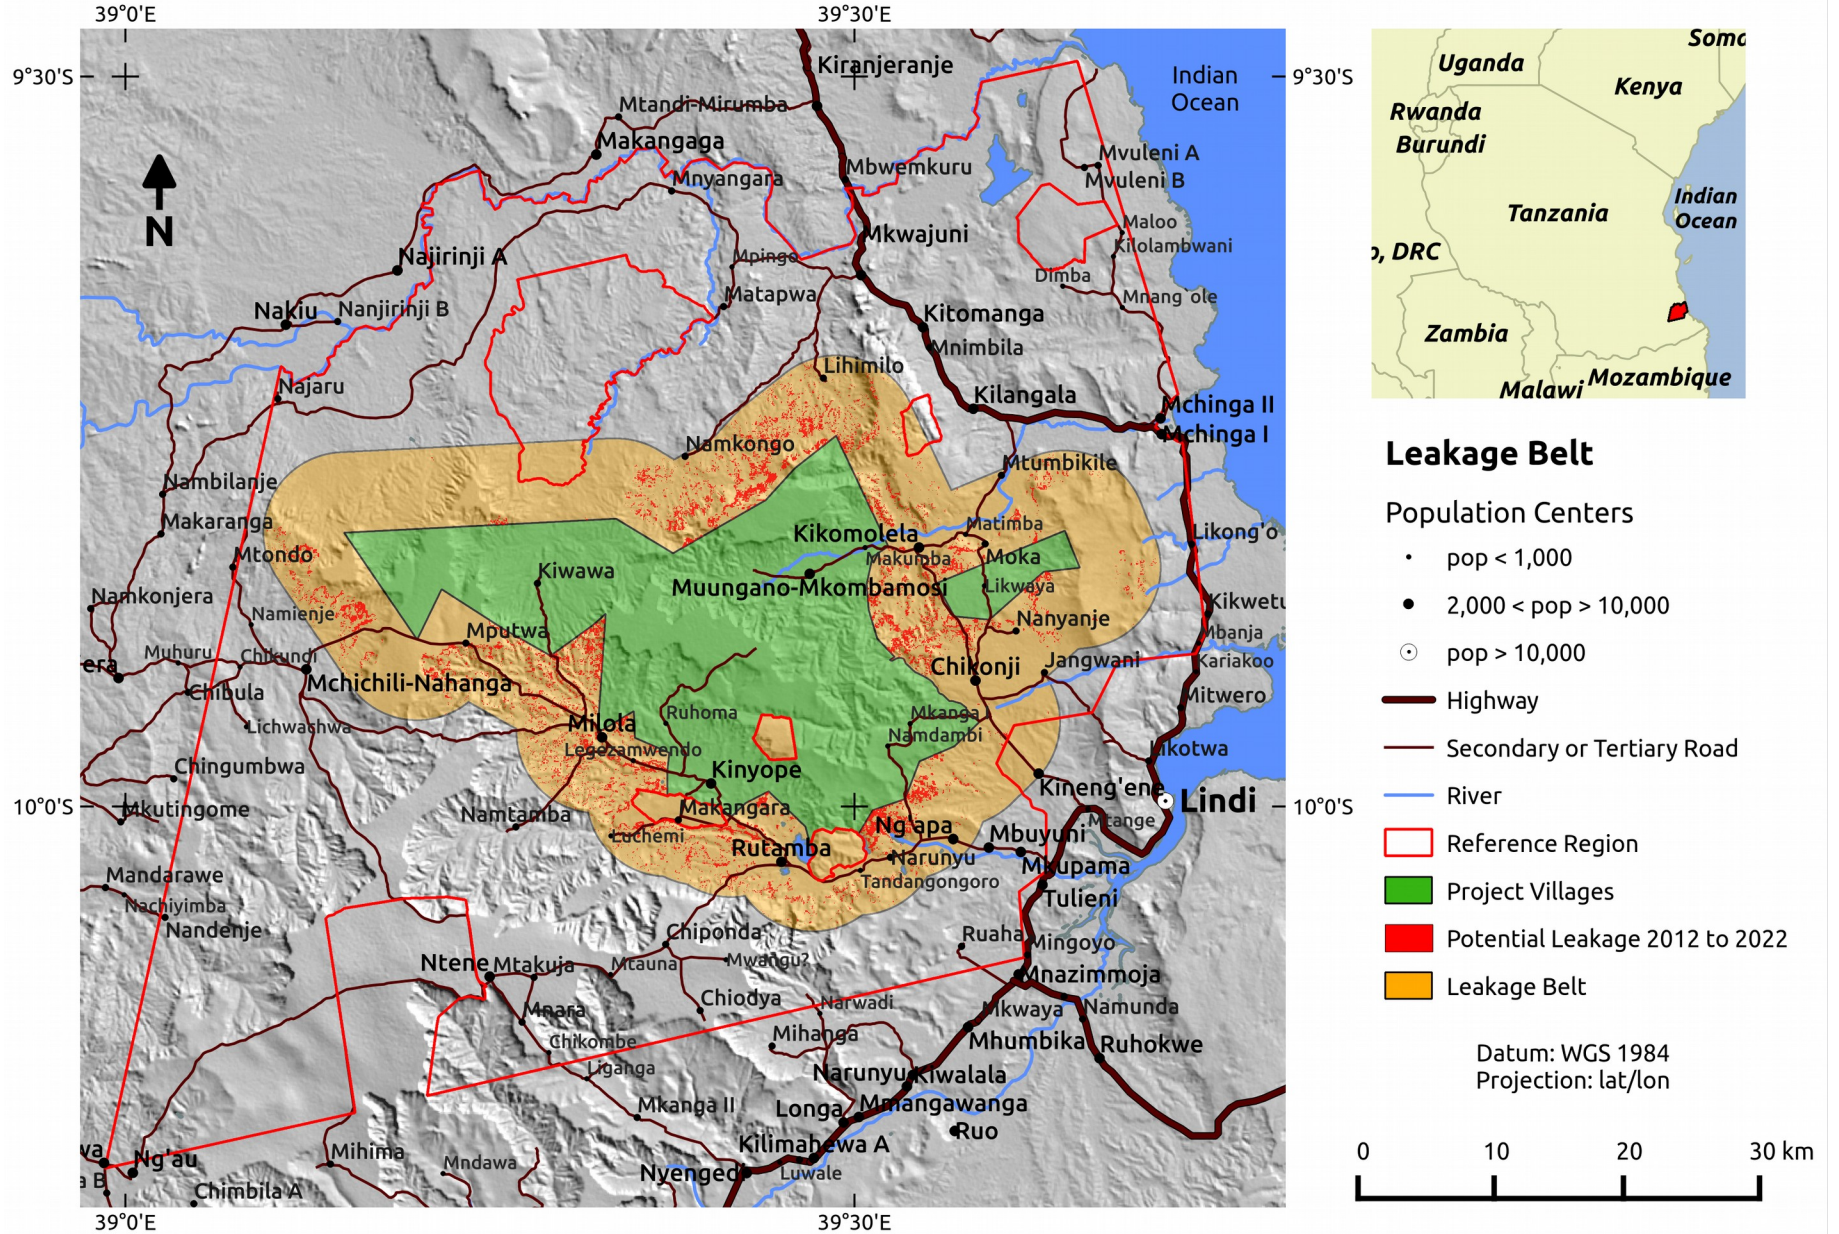 39°0'E
39°30'E
9°30'S
9°30'S
Kiranjeranje
Indian
Ocean
Mtandi-Mirumba
Makangaga
Mbwemkuru
Mvuleni A
Mvuleni B
Mnyangara
N
Maloo
Mkwajuni
Kilolambwani
Najirinji A
Mpingo
Dimba
Matapwa
Mnang'ole
Nakiu
Nanjirinji B
Kitomanga
Mnimbila
Lihimilo
Najaru
Kilangala
Mchinga II
Mchinga I
Namkongo
Mtumbikile
Nambilanje
Makaranga
Matimba
Kikomolela
Likong'o
Mtondo
Makumba
Moka
Kiwawa
Muungano-Mkombamosi
Likwaya
Namkonjera
Kikwetu
Namienje
Nanyanje
Mputwa
Mbanja
Muhuru
Chikundi
era
Chikonji
Jangwani
Kariakoo
Mchichili-Nahanga
Chibula
Mitwero
Ruhoma
Mkanga I
Lichwachwa
Milola
Namdambi
Legezamwendo
Likotwa
Chingumbwa
Kinyope
Kineng'ene
Lindi
10°0'S
10°0'S
Mkutingome
Makangara
Namtamba
Mtange
Luchemi
Ng'apa
Mbuyuni
Rutamba
Narunyu
Mkupama
Mandarawe
Tandangongoro
Tulieni
Nachiyimba
Nandenje
Chiponda
Ruaha
Mingoyo
Ntene
Mtakuja
Mtauna
Mwangu?
Mnazimmoja
Chiodya
Narwadi
Mnara
Mkwaya
Namunda
Chikombe
Mihanga
Mhumbika
Ruhokwe
Liganga
Narunyu
Kiwalala
Mkanga II
Longa
Mmangawanga
Ruo
Kilimahewa A
Mihima
wa
Ng'au
Mndawa
Nyengedi
Luwale
a B
Chimbila A
39°0'E
39°30'E
Uganda
Kenya
Rwanda
Burundi
Tanzania
Indian
Ocean
o, DRC
Zambia
Malawi
Mozambique
Leakage Belt
Population Centers
pop < 1,000
2,000 < pop > 10,000
pop > 10,000
Highway
Secondary or Tertiary Road
River
Reference Region
Project Villages
Potential Leakage 2012 to 2022
Leakage Belt
Datum: WGS 1984
Projection: lat/lon
0 10 20 30 km